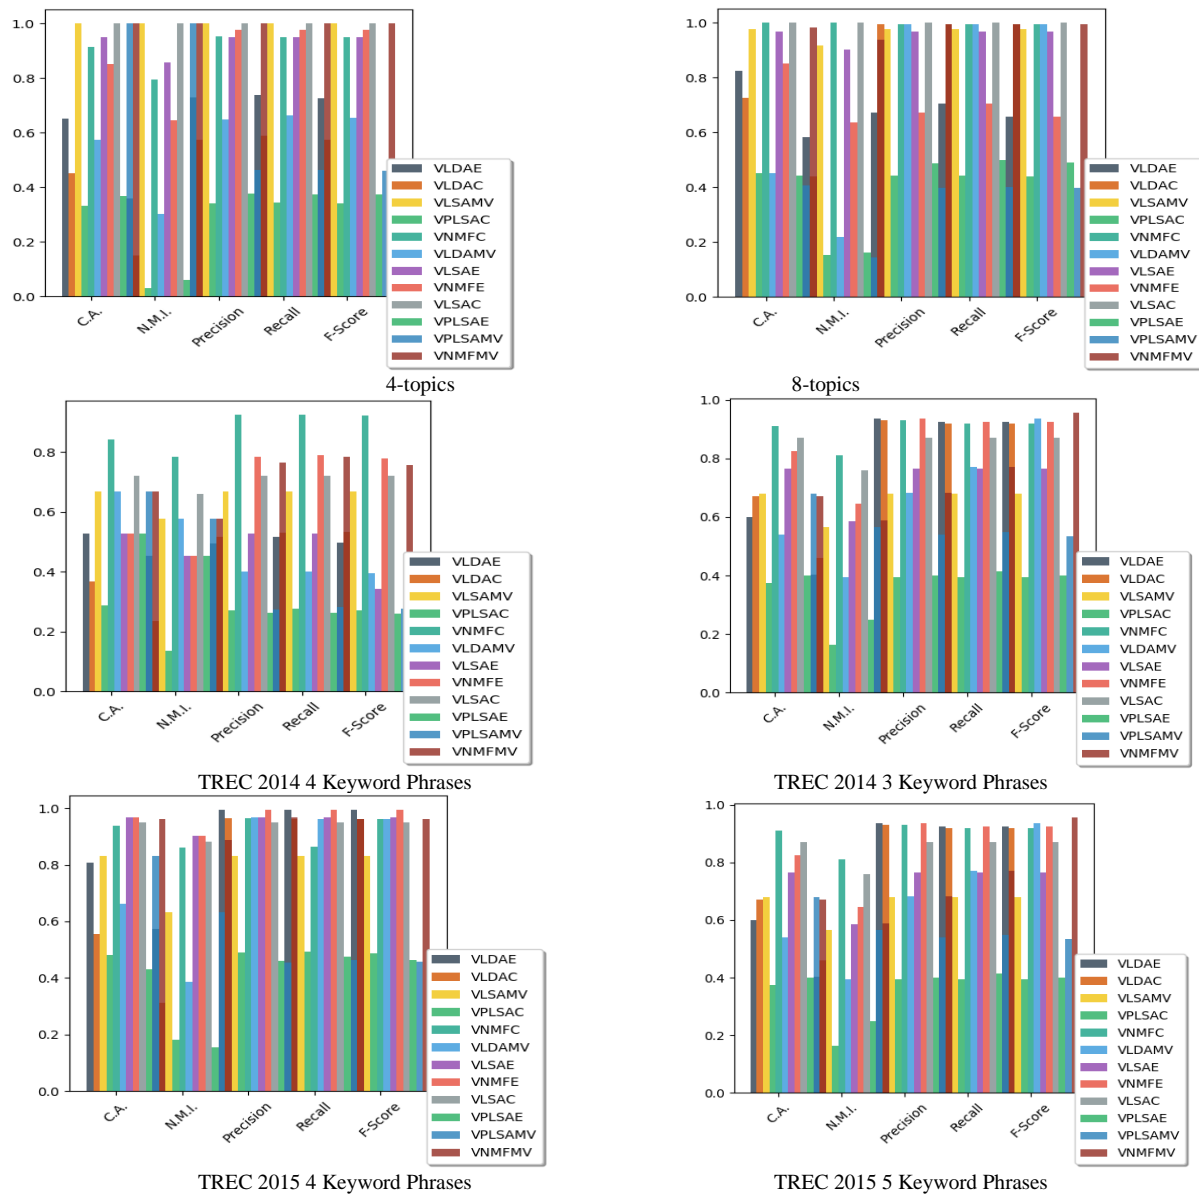 1.0
0.8
0.6
0.4
0.2
0.0
C.A.
N.M.I.
Precision
Recall
F-Score
VLDAE
VLDAC
VLSAMV
VPLSAC
VNMFC
VLDAMV
VLSAE
VNMFE
VLSAC
VPLSAE
VPLSAMV
VNMFMV
4-topics
1.0
0.8
0.6
0.4
0.2
0.0
C.A.
N.M.I.
Precision
Recall
F-Score
VLDAE
VLDAC
VLSAMV
VPLSAC
VNMFC
VLDAMV
VLSAE
VNMFE
VLSAC
VPLSAE
VPLSAMV
VNMFMV
8-topics
0.8
0.6
0.4
0.2
0.0
C.A.
N.M.I.
Precision
Recall
F-Score
VLDAE
VLDAC
VLSAMV
VPLSAC
VNMFC
VLDAMV
VLSAE
VNMFE
VLSAC
VPLSAE
VPLSAMV
VNMFMV
TREC 2014 4 Keyword Phrases
1.0
0.8
0.6
0.4
0.2
0.0
C.A.
N.M.I.
Precision
Recall
F-Score
VLDAE
VLDAC
VLSAMV
VPLSAC
VNMFC
VLDAMV
VLSAE
VNMFE
VLSAC
VPLSAE
VPLSAMV
VNMFMV
TREC 2014 3 Keyword Phrases
1.0
0.8
0.6
0.4
0.2
0.0
C.A.
N.M.I.
Precision
Recall
F-Score
VLDAE
VLDAC
VLSAMV
VPLSAC
VNMFC
VLDAMV
VLSAE
VNMFE
VLSAC
VPLSAE
VPLSAMV
VNMFMV
TREC 2015 4 Keyword Phrases
1.0
0.8
0.6
0.4
0.2
0.0
C.A.
N.M.I.
Precision
Recall
F-Score
VLDAE
VLDAC
VLSAMV
VPLSAC
VNMFC
VLDAMV
VLSAE
VNMFE
VLSAC
VPLSAE
VPLSAMV
VNMFMV
TREC 2015 5 Keyword Phrases